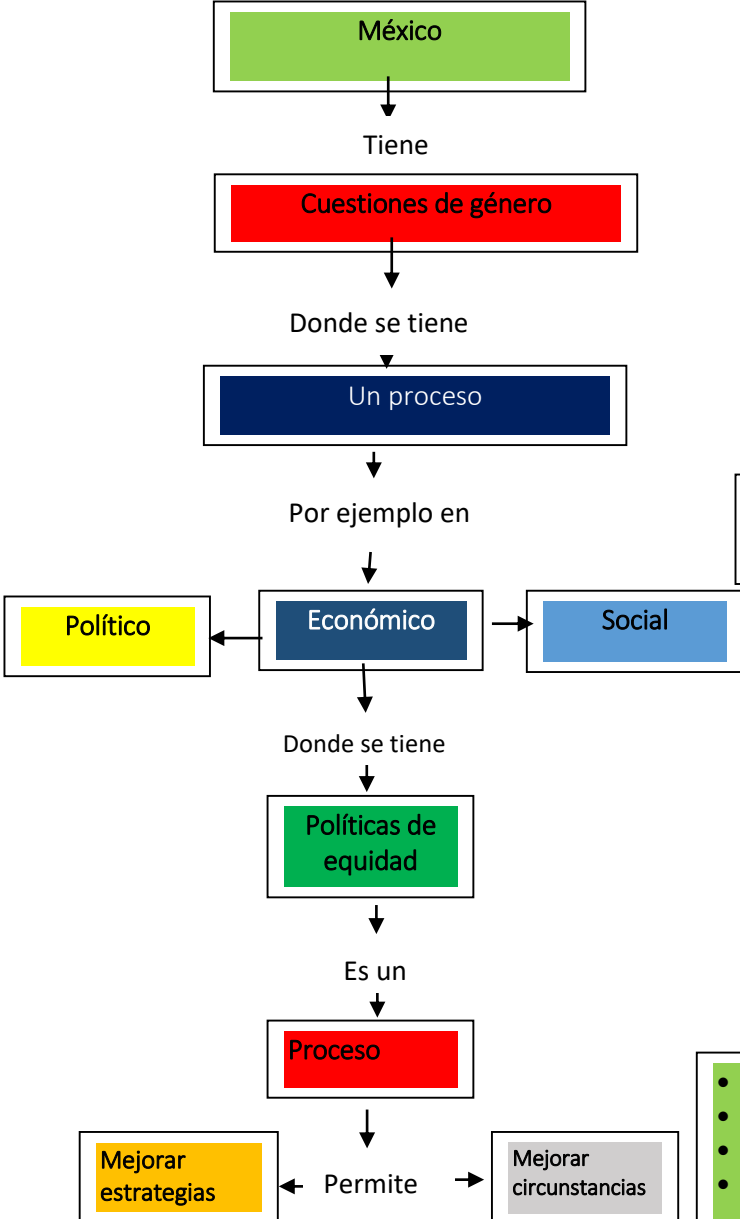 México
Tiene
Cuestiones de género
Donde se tiene
Un proceso
Por ejemplo en
Político
Económico
Social
Donde se tiene
Políticas de
equidad
Es un
Proceso
Mejorar
estrategias
Permite
Mejorar
circunstancias